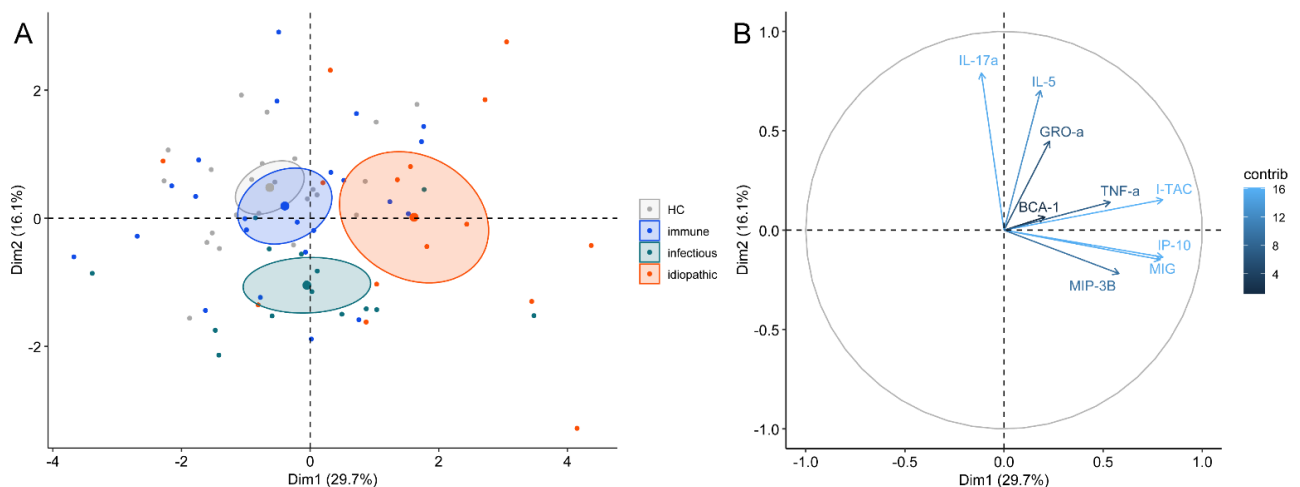 A
2
0
-2
-4
-2
0
2
4
Dim1 (29.7%)
Dim2 (16.1%)
HC
immune
infectious
idiopathic
B
1.0
0.5
0.0
-0.5
-1.0
-1.0
-0.5
0.0
0.5
1.0
Dim1 (29.7%)
Dim2 (16.1%)
IL-17a
IL-5
GRO-a
TNF-a
I-TAC
BCA-1
IP-10
MIG
MIP-3B
contrib
16
12
8
4